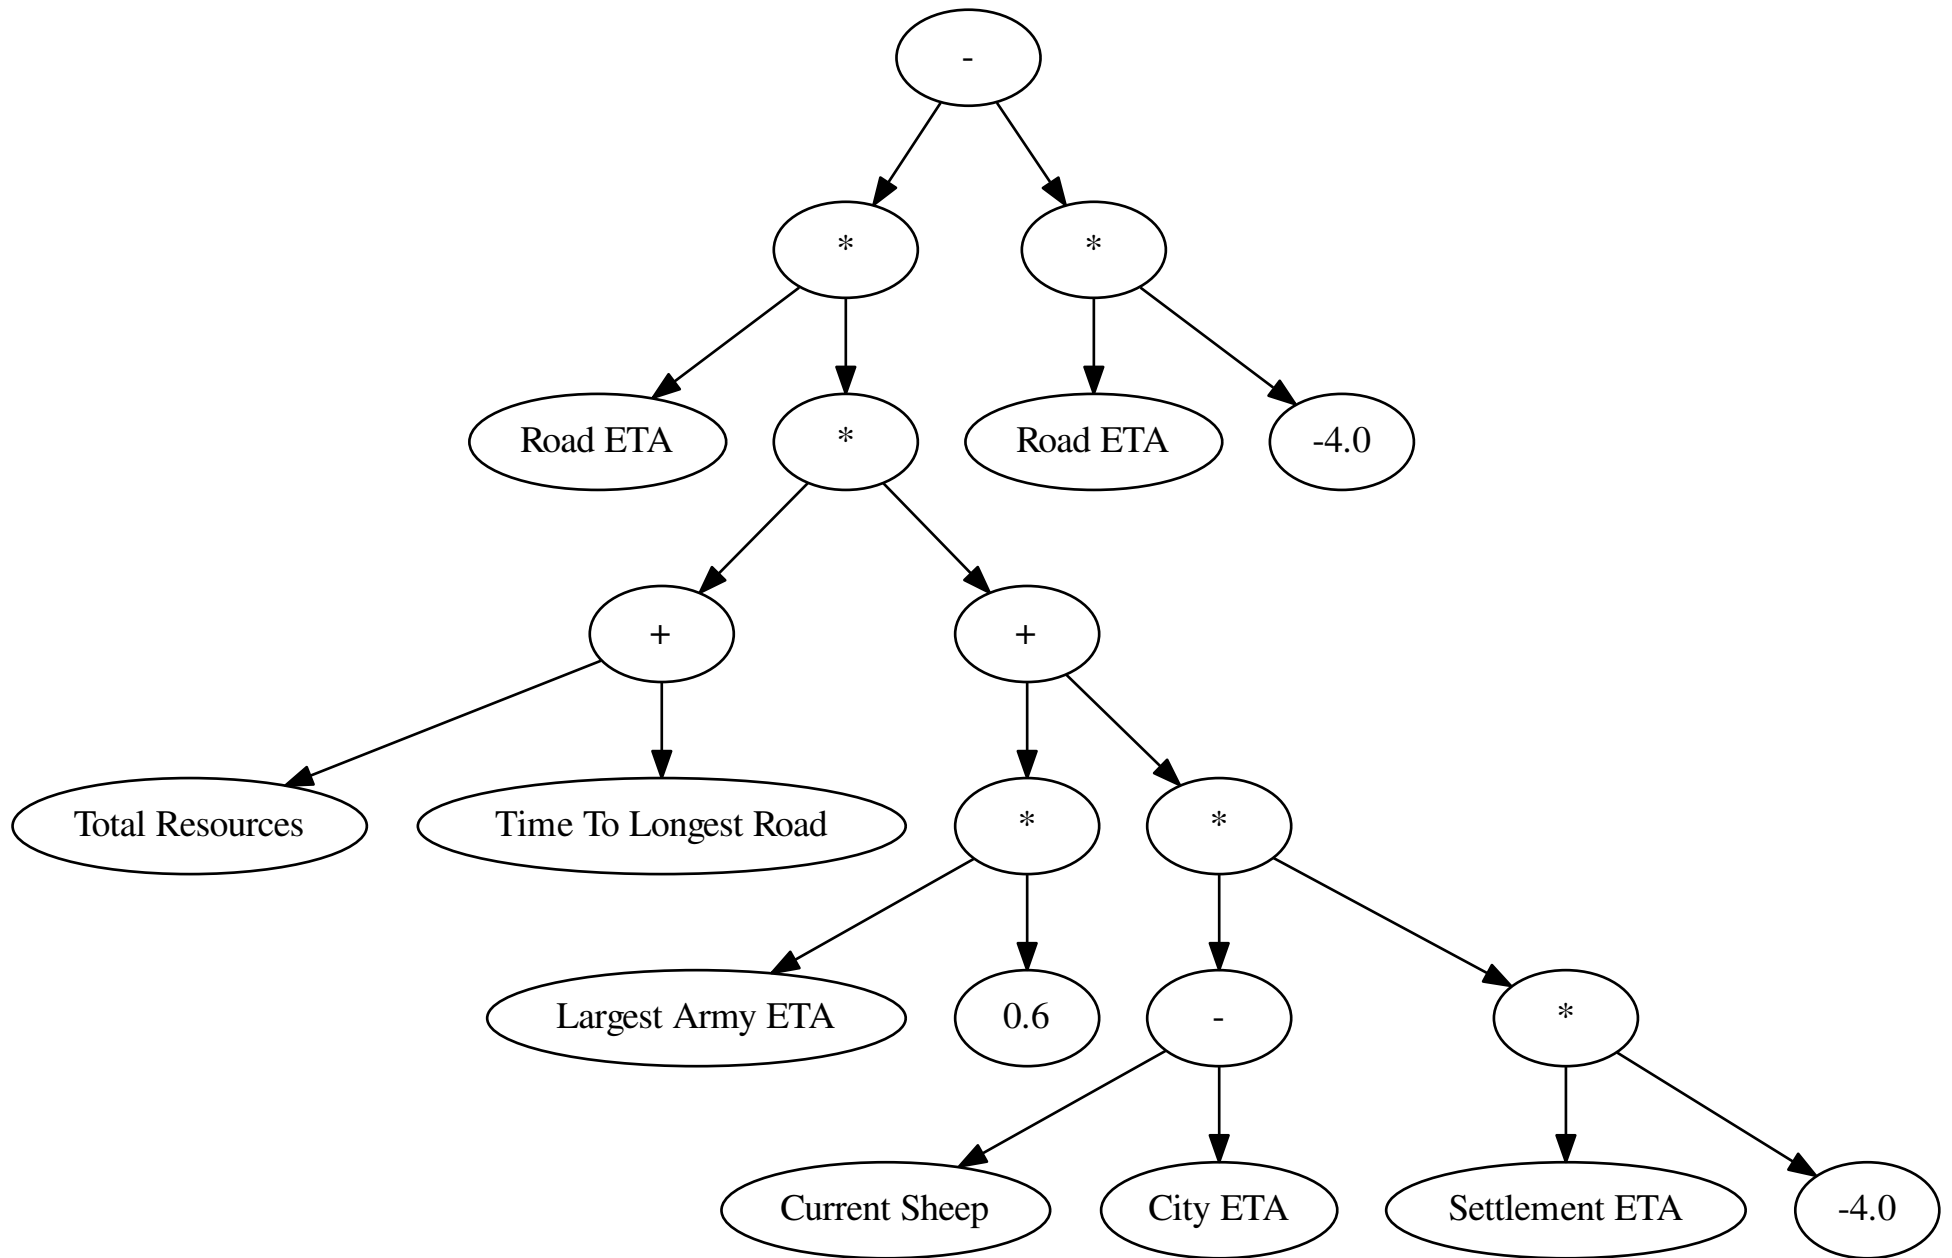 -
*
*
Road ETA
*
Road ETA
-4.0
+
+
Total Resources
Time To Longest Road
*
*
Largest Army ETA
0.6
-
*
Current Sheep
City ETA
Settlement ETA
-4.0